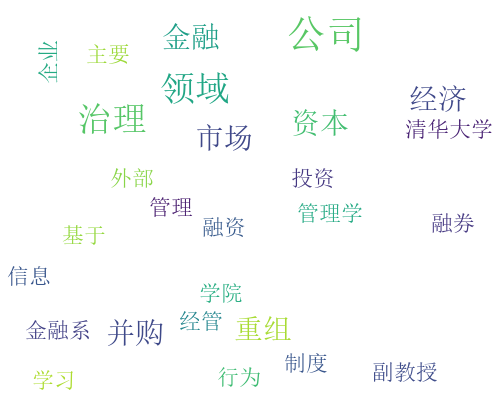 公司
金融
企业
主要
领域
经济
治理
资本
清华大学
市场
外部
投资
管理
管理学
融资
融券
基于
信息
学院
经管
金融系
并购
重组
制度
副教授
学习
行为